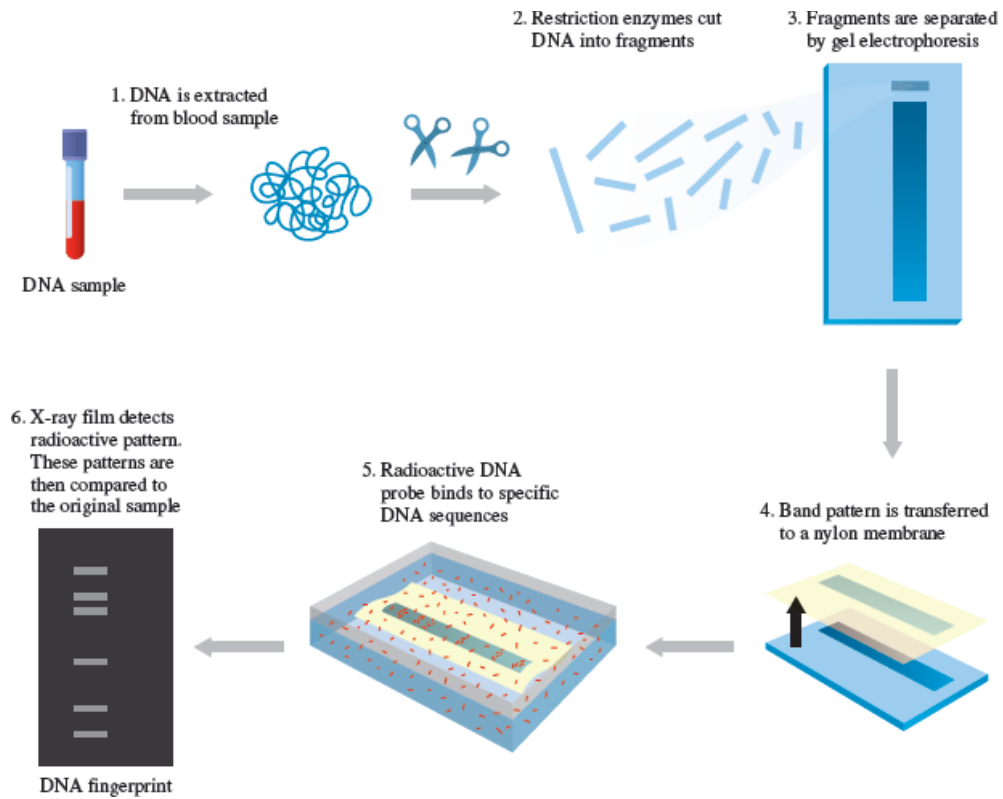 1. DNA is extracted
from blood sample
DNA sample
2. Restriction enzymes cut
DNA into fragments
3. Fragments are separated
by gel electrophoresis
4. Band pattern is transferred
to a nylon membrane
5. Radioactive DNA
probe binds to specific
DNA sequences
6. X-ray film detects
radioactive pattern.
These patterns are
then compared to
the original sample
DNA fingerprint